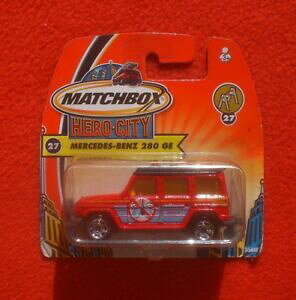 MATCHBOX
HERO-CITY
27
27 MERCEDES-BENZ 280 GE